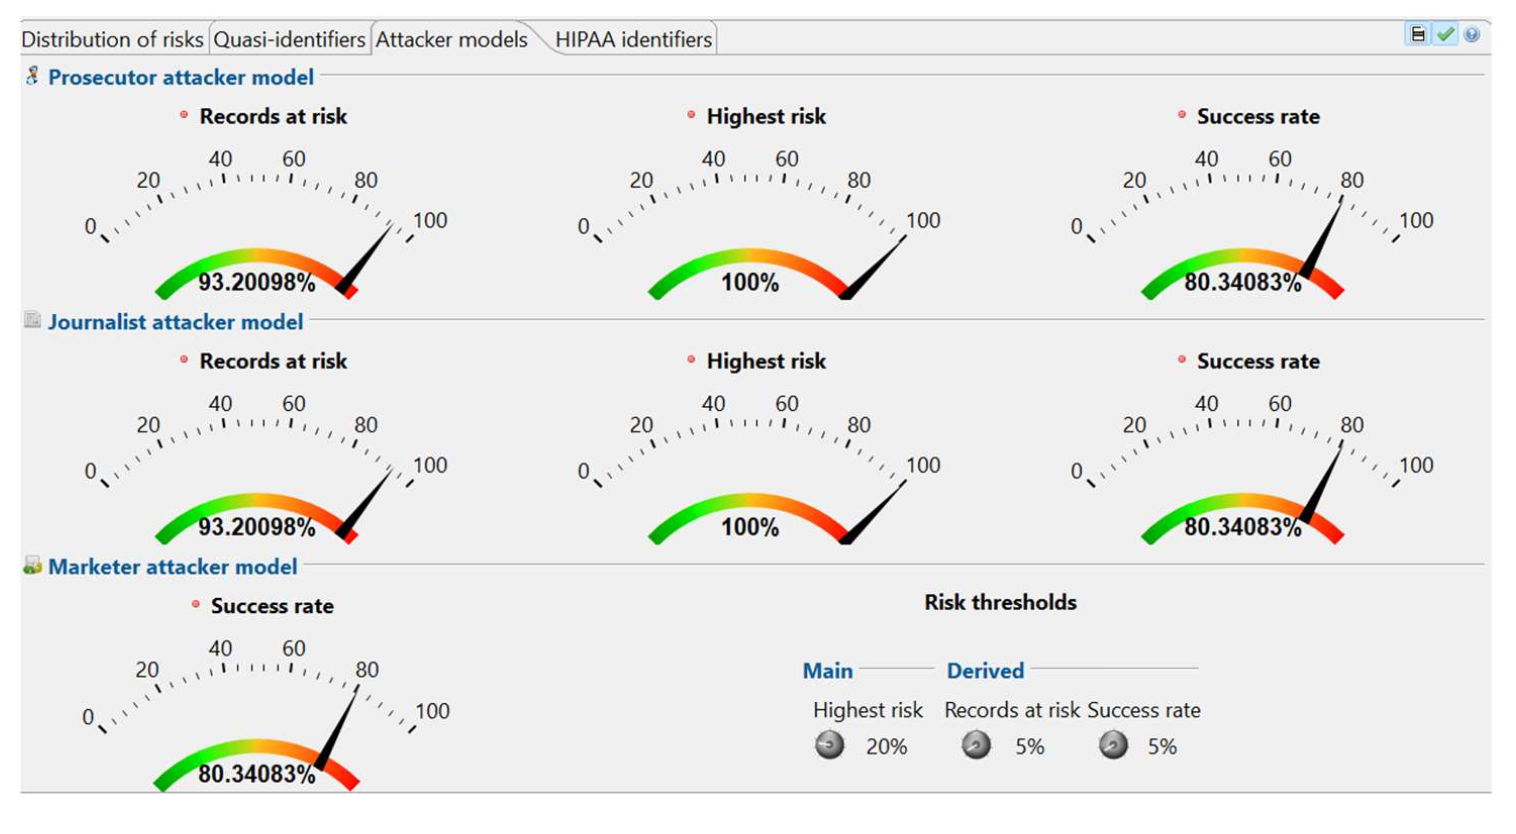 Distribution of risks Quasi-identifiers Attacker models HIPAA identifiers
Prosecutor attacker model
Records at risk Highest risk Success rate
0 20 40 60 80 100 0 20 40 60 80 100 0 20 40 60 80 100
93.20098% 100% 80.34083%
Journalist attacker model
Records at risk Highest risk Success rate
0 20 40 60 80 100 0 20 40 60 80 100 0 20 40 60 80 100
93.20098% 100% 80.34083%
Marketer attacker model
Success rate
0 20 40 60 80 100
80.34083%
Risk thresholds
Main Derived
Highest risk Records at risk Success rate
20% 5% 5%